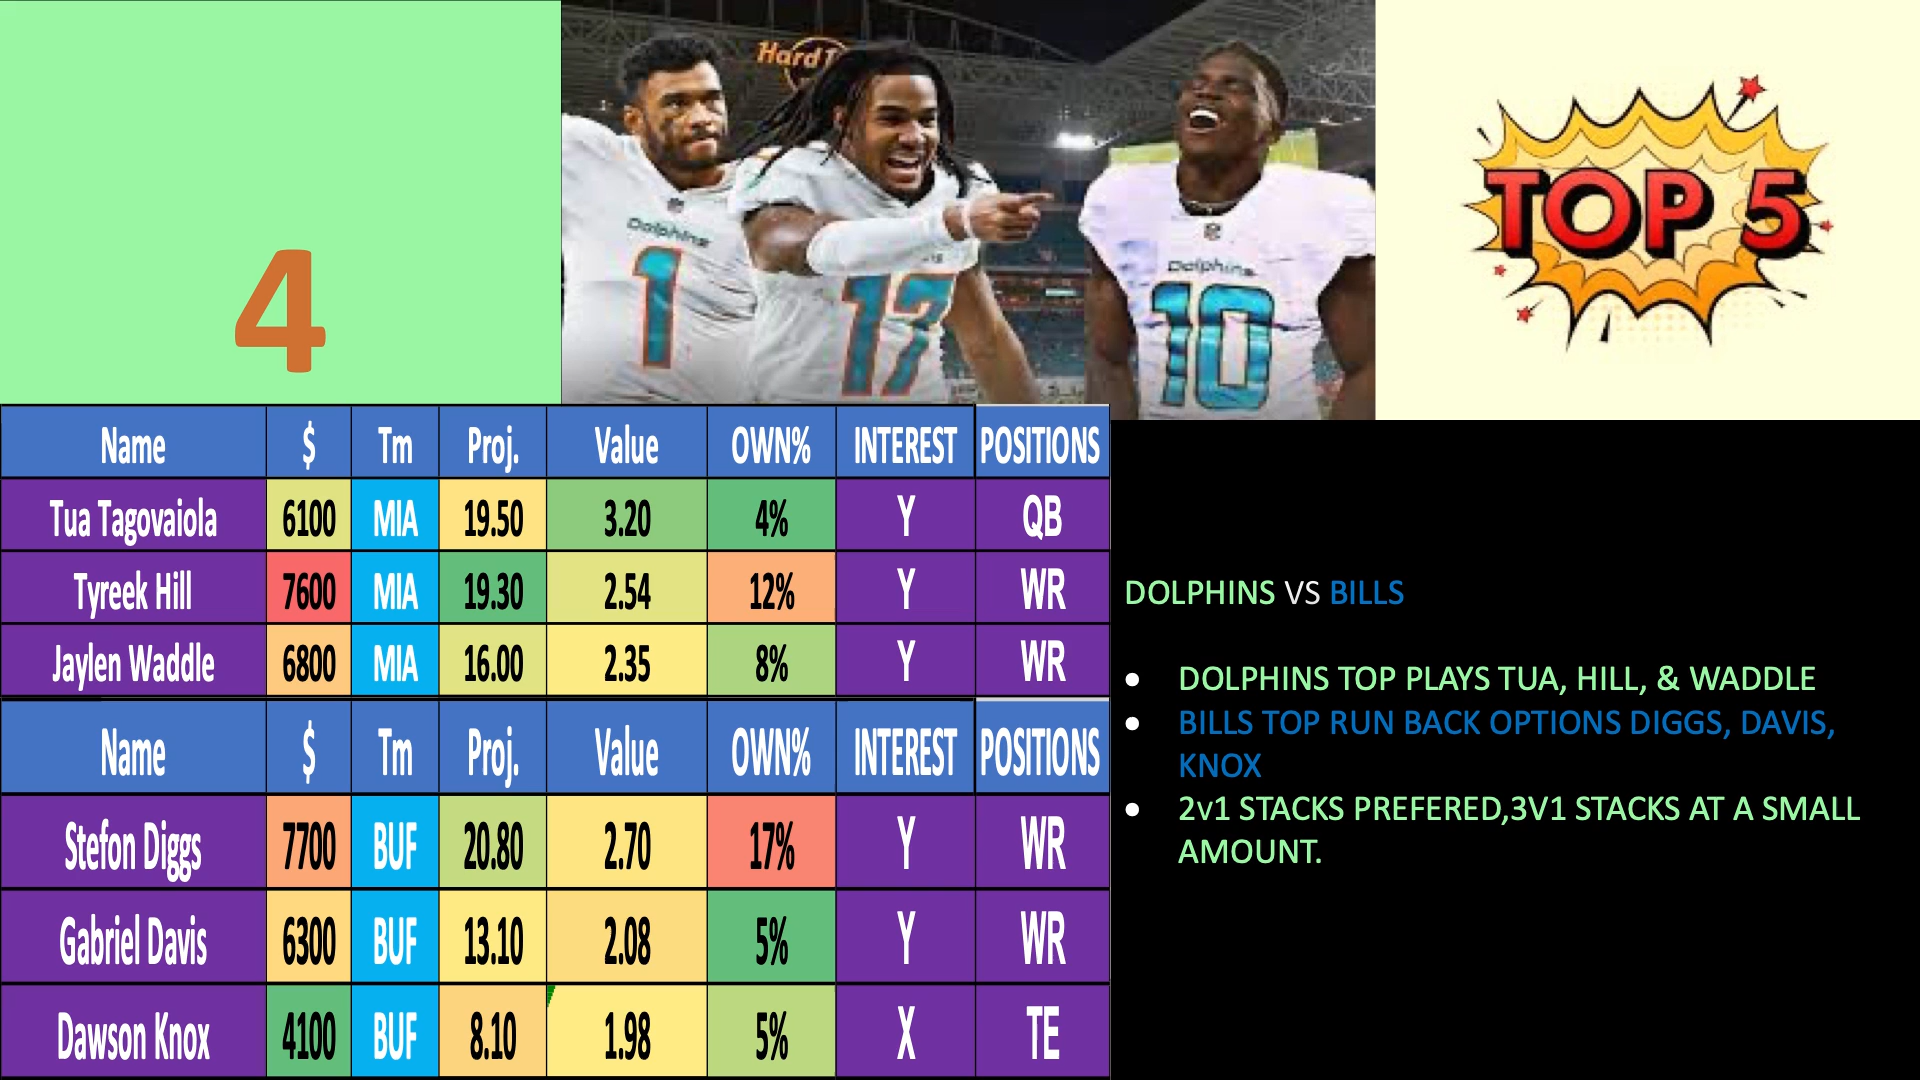 4
Hard
Dolphins
1
Dolphins
17
10
TOP 5
Name $ Tm Proj. Value OWN% INTEREST POSITIONS
Tua Tagovaiola 6100 MIA 19.50 3.20 4% Y QB
Tyreek Hill 7600 MIA 19.30 2.54 12% Y WR
Jaylen Waddle 6800 MIA 16.00 2.35 8% Y WR
Name $ Tm Proj. Value OWN% INTEREST POSITIONS
Stefon Diggs 7700 BUF 20.80 2.70 17% Y WR
Gabriel Davis 6300 BUF 13.10 2.08 5% Y WR
Dawson Knox 4100 BUF 8.10 1.98 5% X TE
DOLPHINS VS BILLS
● DOLPHINS TOP PLAYS TUA, HILL, & WADDLE
● BILLS TOP RUN BACK OPTIONS DIGGS, DAVIS,
KNOX
● 2v1 STACKS PREFERED,3V1 STACKS AT A SMALL
AMOUNT.